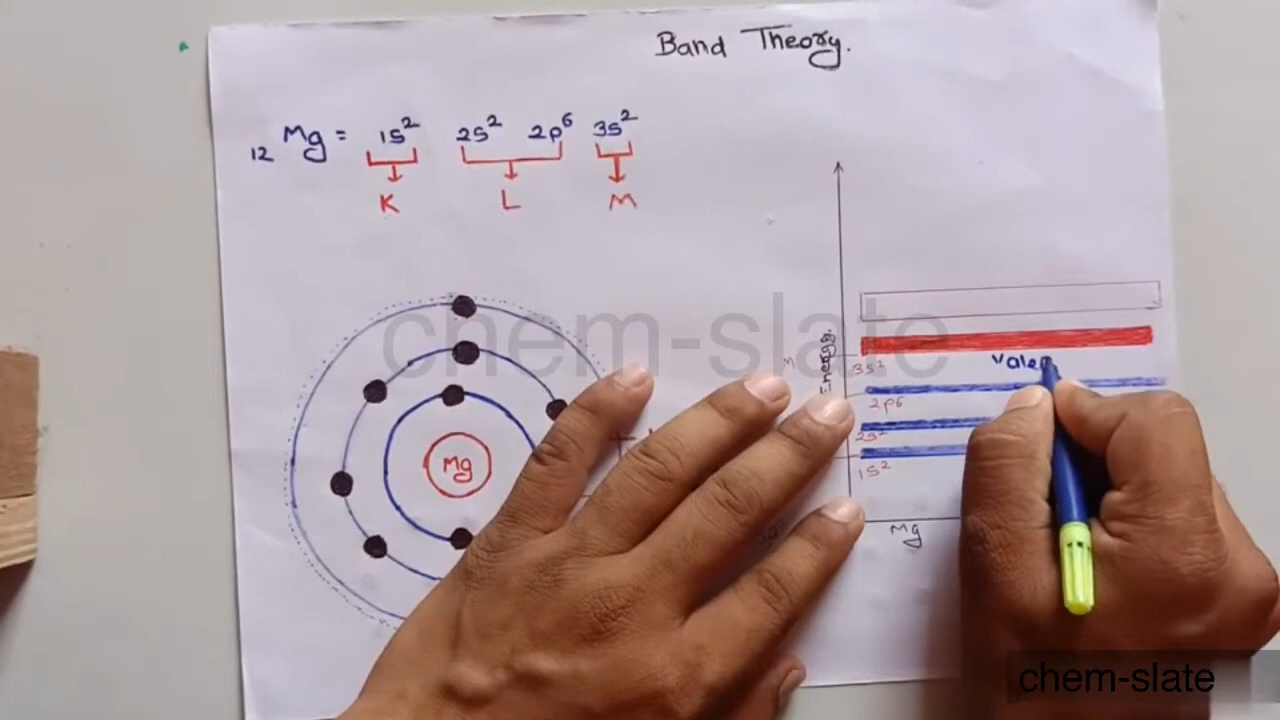 Band Theory.
12 Mg = 1s² 2s² 2p⁶ 3s²
K L M
chem-slate
Energy.
M
3s²
Vale
2p⁶
2s²
1s²
Mg
Mg
chem-slate